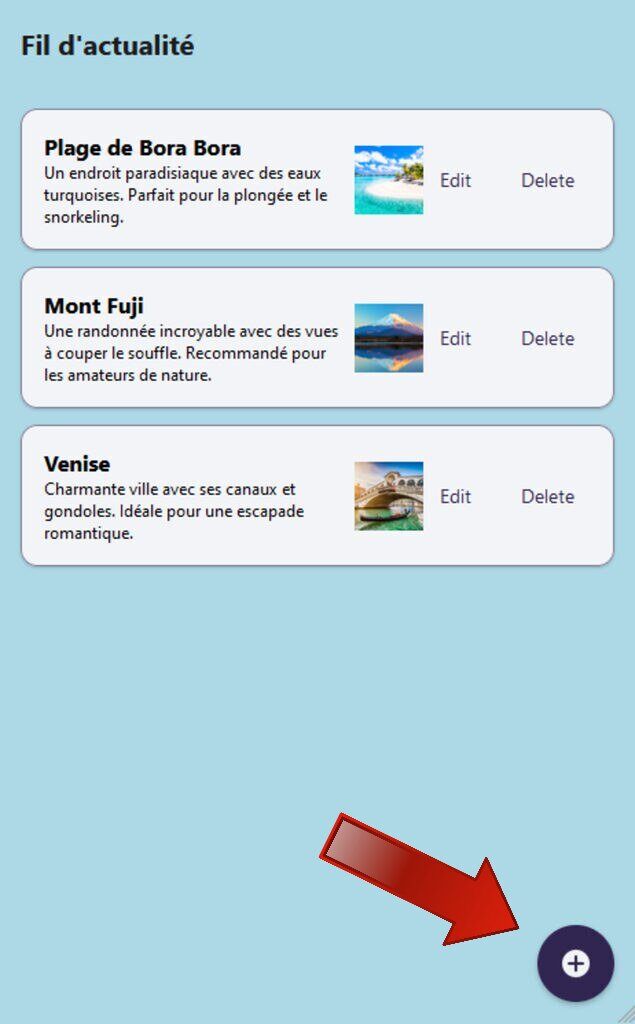 Fil d'actualité
Plage de Bora Bora
Un endroit paradisiaque avec des eaux
turquoises. Parfait pour la plongée et le
snorkeling.
Edit
Delete
Mont Fuji
Une randonnée incroyable avec des vues
à couper le souffle. Recommandé pour
les amateurs de nature.
Edit
Delete
Venise
Charmante ville avec ses canaux et
gondoles. Idéale pour une escapade
romantique.
Edit
Delete